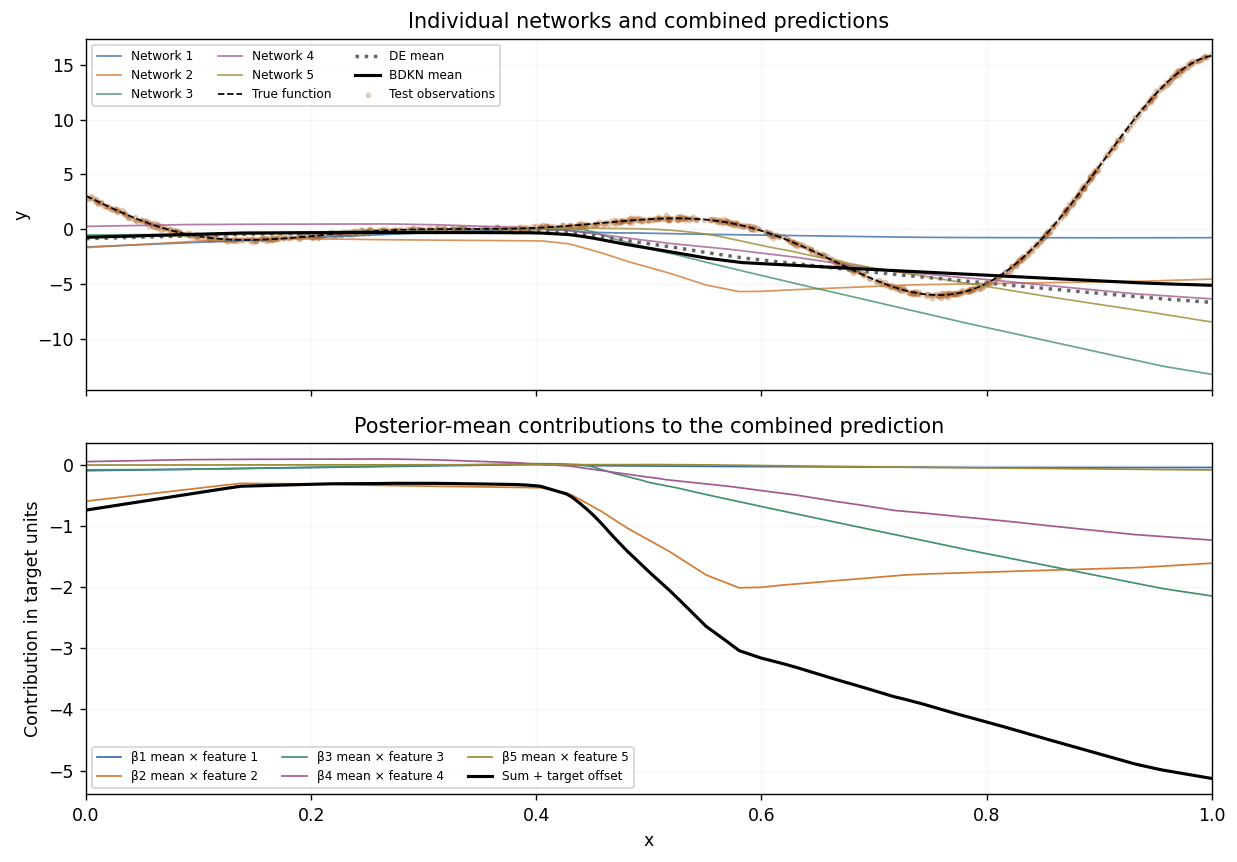 Individual networks and combined predictions
Network 1 Network 4 DE mean
Network 2 Network 5 BDKN mean
Network 3 True function Test observations
15
10
5
0
−5
−10
y
Posterior-mean contributions to the combined prediction
0
−1
−2
−3
−4
−5
Contribution in target units
β1 mean × feature 1 β3 mean × feature 3 β5 mean × feature 5
β2 mean × feature 2 β4 mean × feature 4 Sum + target offset
0.0 0.2 0.4 0.6 0.8 1.0
x